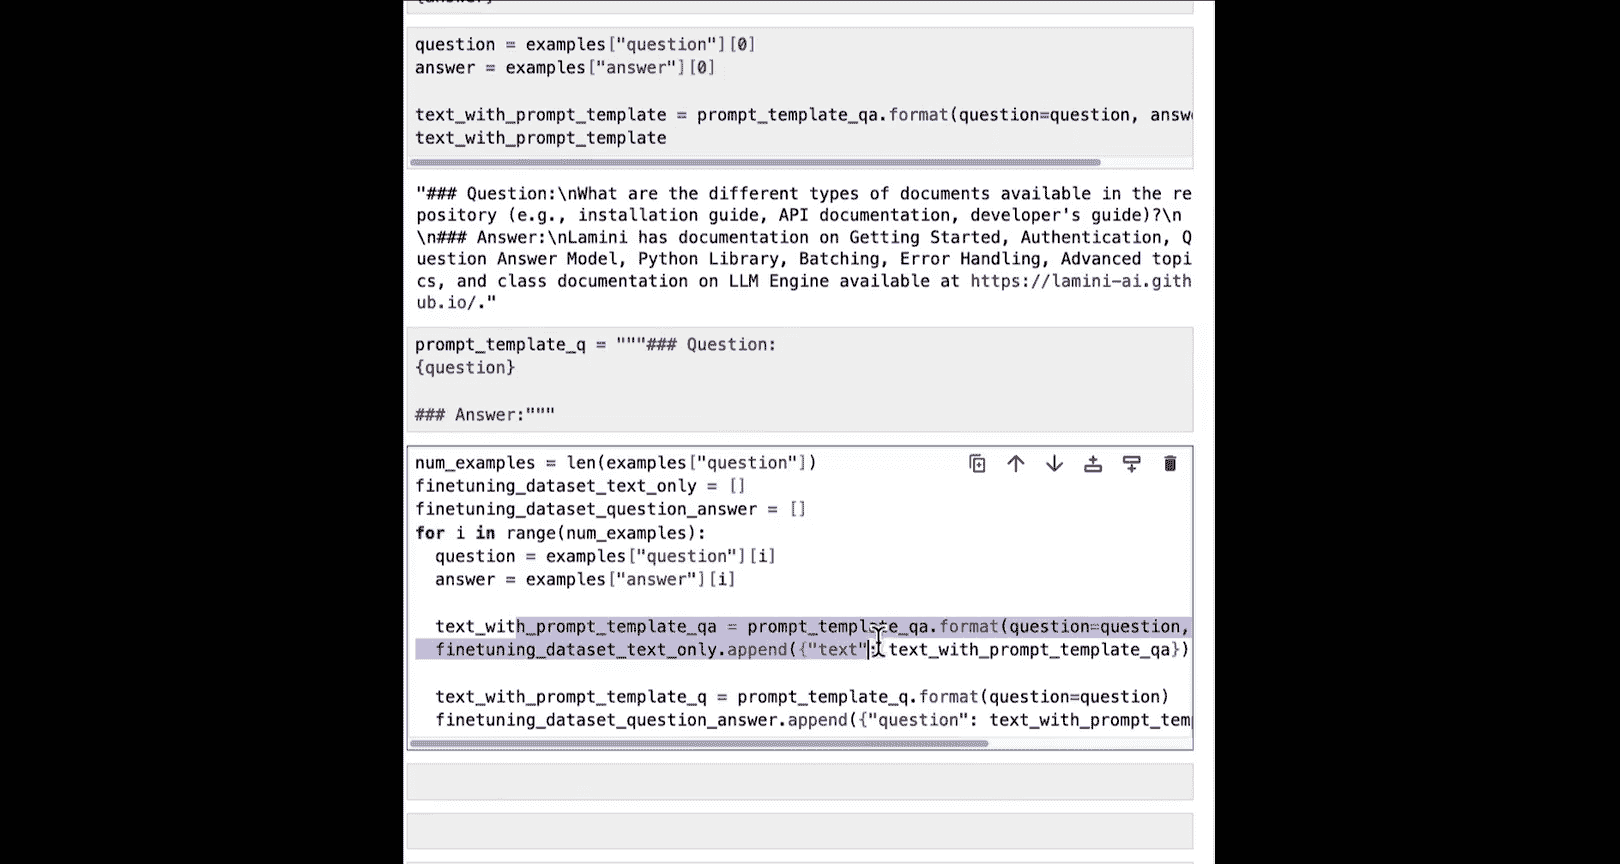 question = examples["question"][0]
answer = examples["answer"][0]
text_with_prompt_template = prompt_template_qa.format(question=question, answ
text_with_prompt_template
"### Question:\nWhat are the different types of documents available in the re
pository (e.g., installation guide, API documentation, developer's guide)?\n
\n### Answer:\nLamini has documentation on Getting Started, Authentication, Q
uestion Answer Model, Python Library, Batching, Error Handling, Advanced topi
cs, and class documentation on LLM Engine available at https://lamini-ai.gith
ub.io/."
prompt_template_q = """### Question:
{question}
### Answer:"""
num_examples = len(examples["question"])
finetuning_dataset_text_only = []
finetuning_dataset_question_answer = []
for i in range(num_examples):
question = examples["question"][i]
answer = examples["answer"][i]
text_with_prompt_template_qa = prompt_template_qa.format(question=question,
finetuning_dataset_text_only.append({"text": text_with_prompt_template_qa})
text_with_prompt_template_q = prompt_template_q.format(question=question)
finetuning_dataset_question_answer.append({"question": text_with_prompt_tem